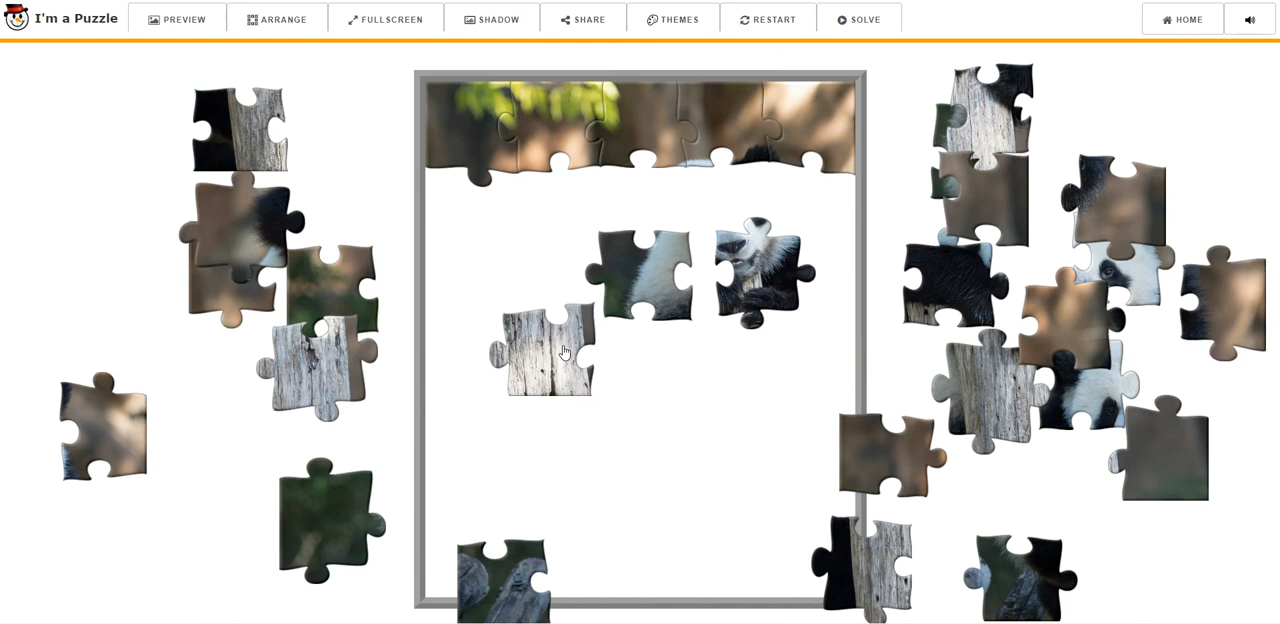 I'm a Puzzle
PREVIEW
ARRANGE
FULLSCREEN
SHADOW
SHARE
THEMES
RESTART
SOLVE
HOME